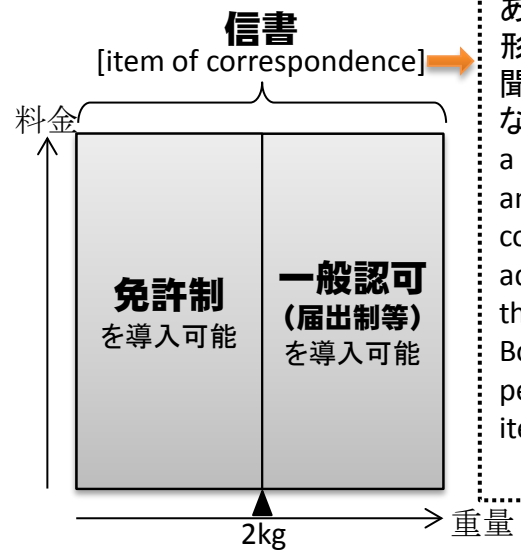 信書
[item of correspondence]
料金
免許制
を導入可能
一般認可
(届出制等)
を導入可能
2kg
重量
あ
形
聞
な
a
ar
co
ac
th
Bo
pe
ite